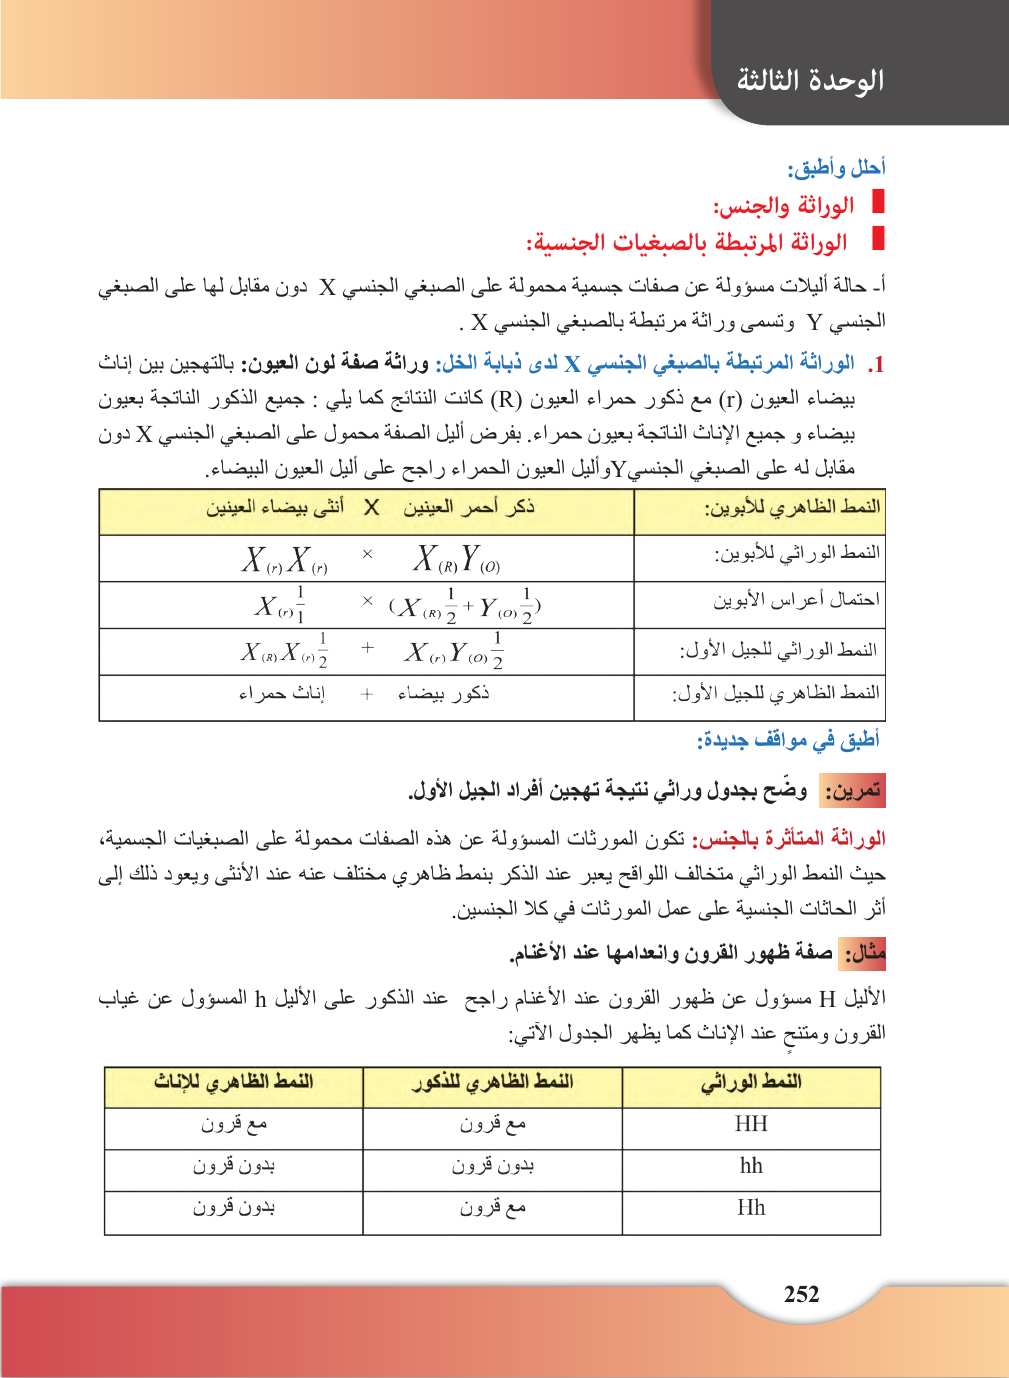 الوحدة الثالثة
أحلل وأطبق:
الوراثة والجنس:
الوراثة المرتبطة بالصبغيات الجنسية:
أ- حالة أليلات مسؤولة عن صفات جسمية محمولة على الصبغي الجنسي X دون مقابل لها على الصبغي
الجنسي Y وتسمى وراثة مرتبطة بالصبغي الجنسي X .
1. الوراثة المرتبطة بالصبغي الجنسي X لدى ذبابة الخل: وراثة صفة لون العيون: بالتهجين بين إناث
بيضاء العيون (r) مع ذكور حمراء العيون (R) كانت النتائج كما يلي : جميع الذكور الناتجة بعيون
بيضاء و جميع الإناث الناتجة بعيون حمراء. بفرض أليل الصفة محمول على الصبغي الجنسي X دون
مقابل له على الصبغي الجنسيYوأليل العيون الحمراء راجح على أليل العيون البيضاء.
النمط الظاهري للأبوين: ذكر أحمر العينين X أنثى بيضاء العينين
النمط الوراثي للأبوين: X(R)Y(O) × X(r)X(r)
احتمال أعراس الأبوين (X(R) 1/2 + Y(O) 1/2) × X(r) 1/1
النمط الوراثي للجيل الأول: X(r)Y(O) 1/2 + X(R)X(r) 1/2
النمط الظاهري للجيل الأول: ذكور بيضاء + إناث حمراء
أطبق في مواقف جديدة:
تمرين: وضّح بجدول وراثي نتيجة تهجين أفراد الجيل الأول.
الوراثة المتأثرة بالجنس: تكون المورثات المسؤولة عن هذه الصفات محمولة على الصبغيات الجسمية،
حيث النمط الوراثي متخالف اللواقح يعبر عند الذكر بنمط ظاهري مختلف عنه عند الأنثى ويعود ذلك إلى
أثر الحاثات الجنسية على عمل المورثات في كلا الجنسين.
مثال: صفة ظهور القرون وانعدامها عند الأغنام.
الأليل H مسؤول عن ظهور القرون عند الأغنام راجح عند الذكور على الأليل h المسؤول عن غياب
القرون ومتنحٍ عند الإناث كما يظهر الجدول الآتي:
النمط الوراثي النمط الظاهري للذكور النمط الظاهري للإناث
HH مع قرون مع قرون
hh بدون قرون بدون قرون
Hh مع قرون بدون قرون
252